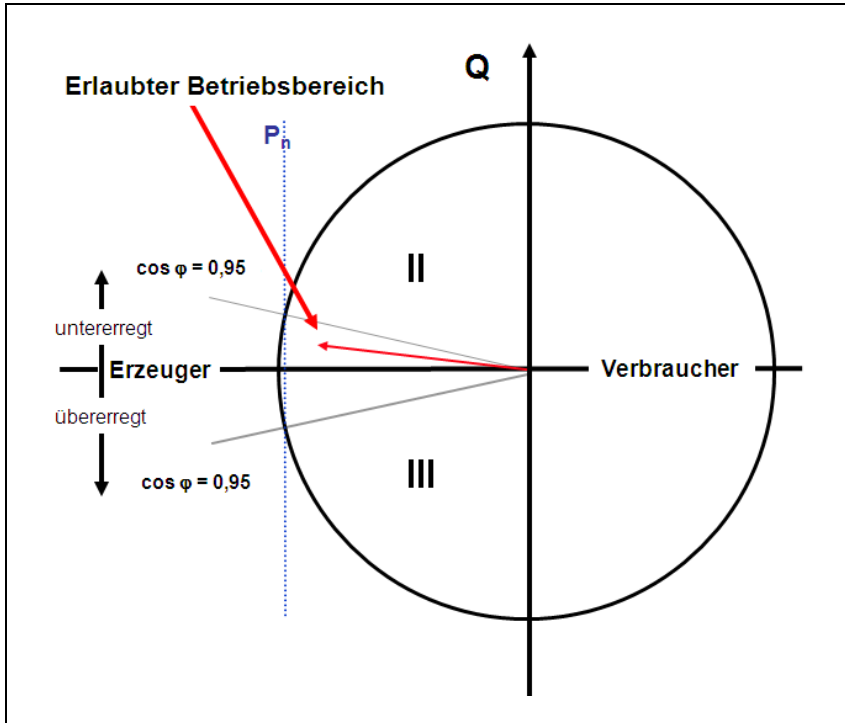 Q
Erlaubter Betriebsbereich
Pn
cos φ = 0,95
II
untererregt
Erzeuger
Verbraucher
übererregt
III
cos φ = 0,95